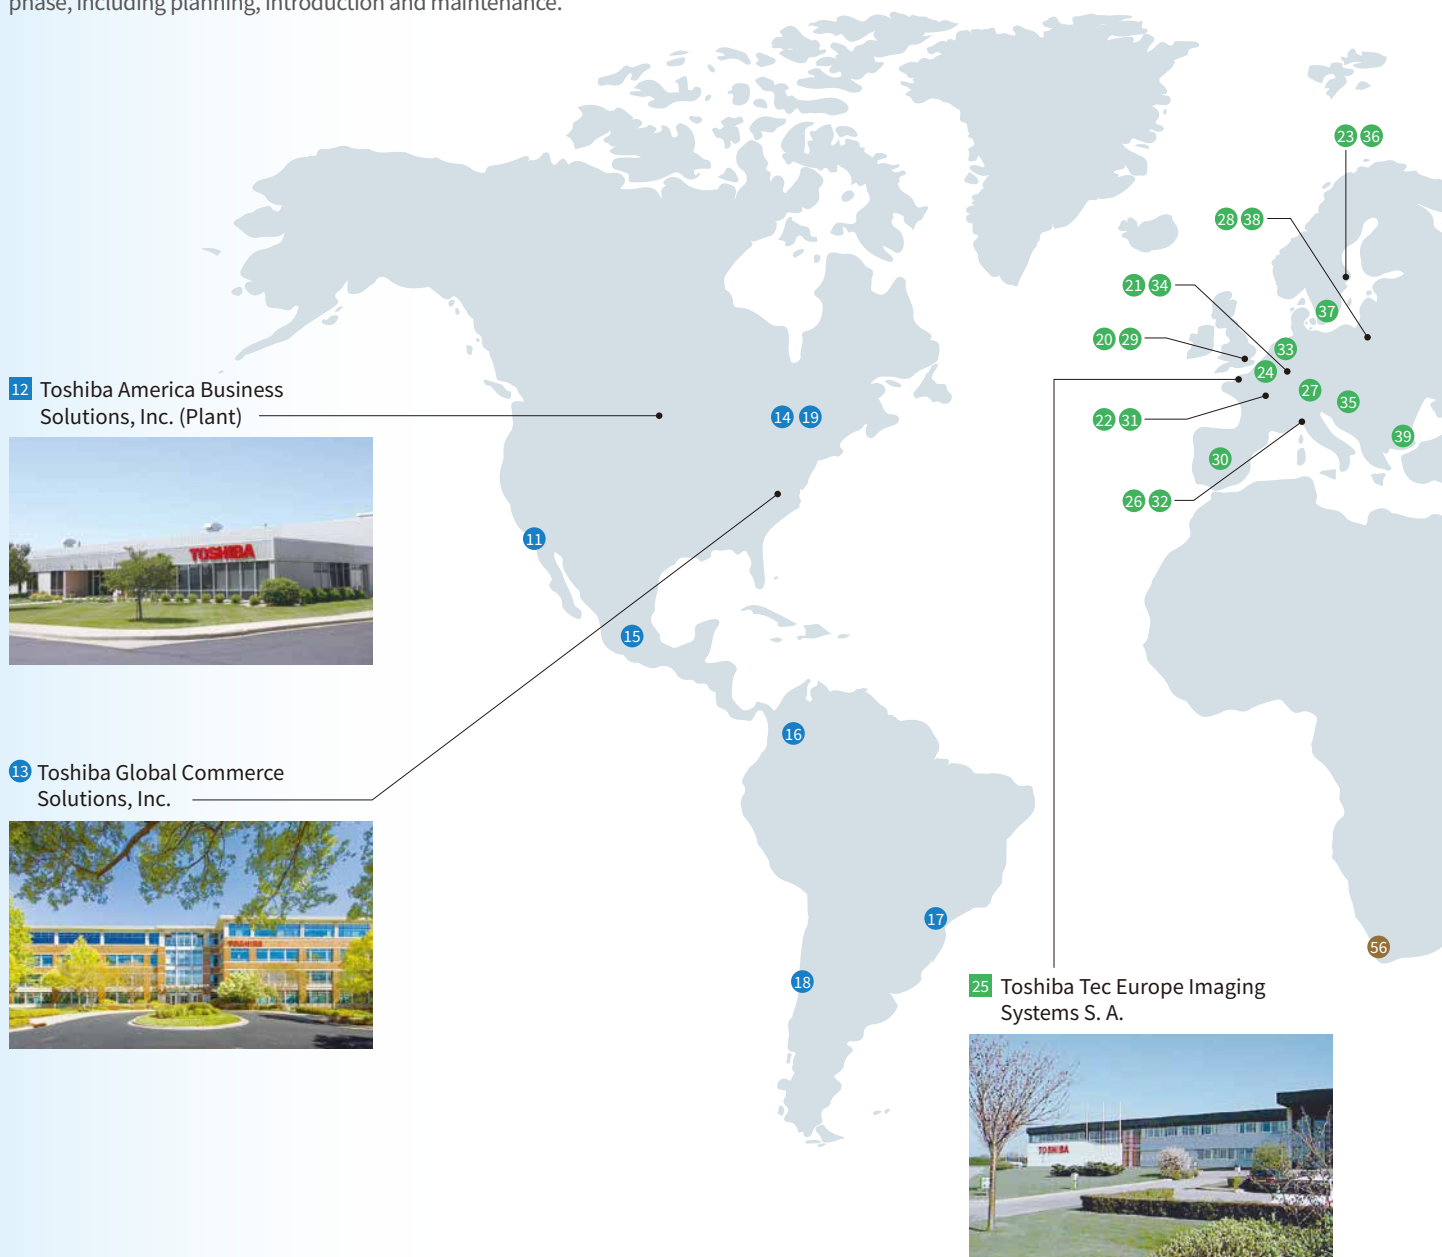 phase, including planning, introduction and maintenance.
23 36
28 38
21 34
37
20 29
33
24
27
35
12 Toshiba America Business
Solutions, Inc. (Plant)
14 19
22 31
39
30
26 32
11
TOSHIBA
15
16
13 Toshiba Global Commerce
Solutions, Inc.
17
TOSHIBA
56
18
25 Toshiba Tec Europe Imaging
Systems S. A.
TOSHIBA